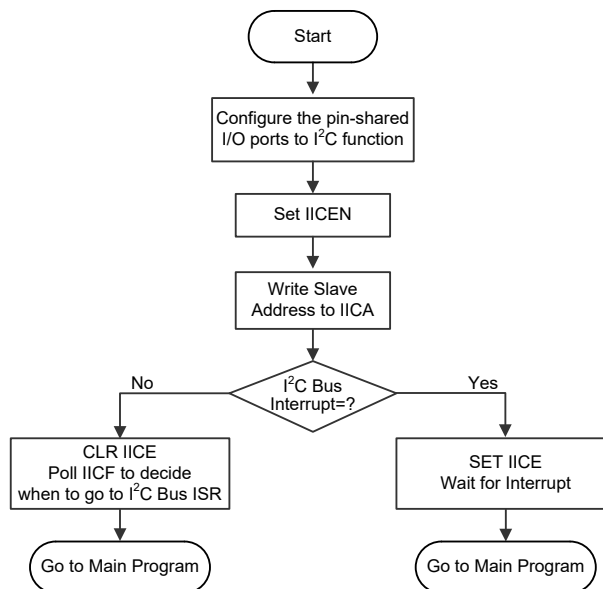 Start
Configure the pin-shared
I/O ports to I²C function
Set IICEN
Write Slave
Address to IICA
I²C Bus
Interrupt=?
No
Yes
CLR IICE
Poll IICF to decide
when to go to I²C Bus ISR
SET IICE
Wait for Interrupt
Go to Main Program
Go to Main Program